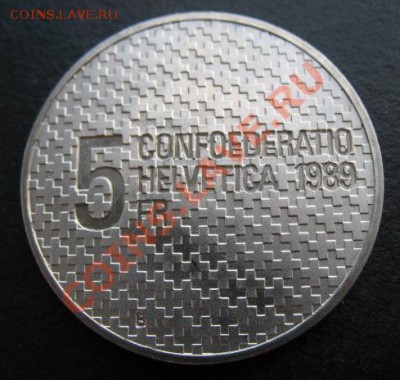 COINS.LAVE.RU
5 CONFOEDERATIO
HELVETICA 1989
FR
B
COINS.LAVE.RU